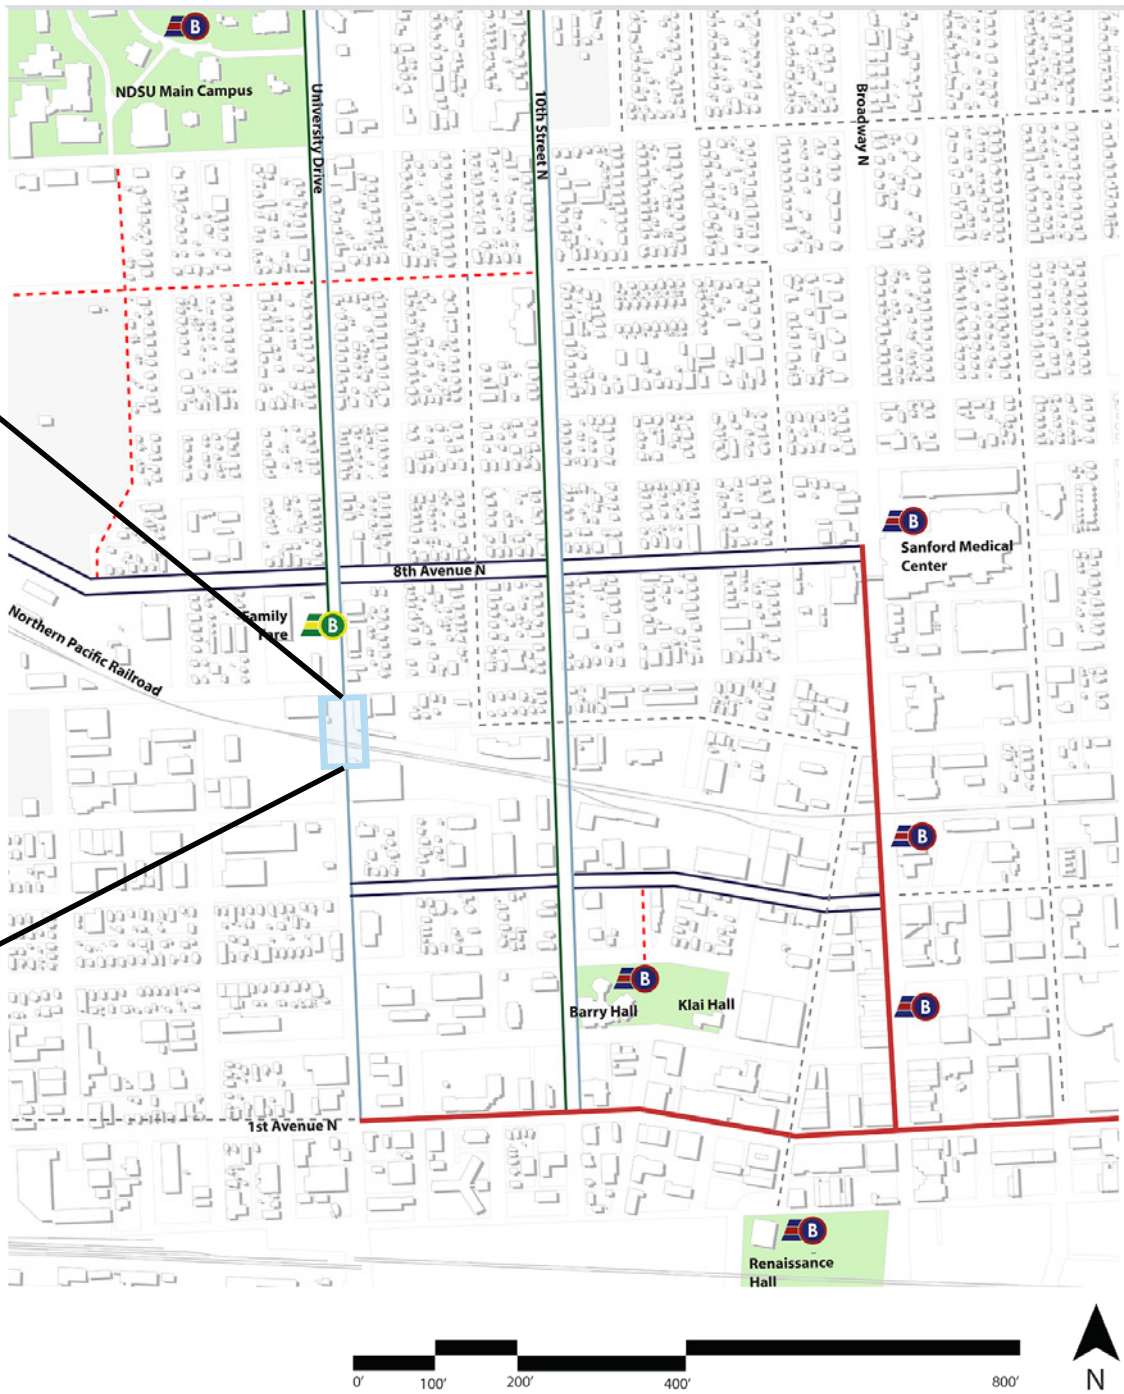 B
NDSU Main Campus
University Drive
10th Street N
Broadway N
B
Sanford Medical
Center
8th Avenue N
Family
B
Northern Pacific Railroad
B
B
Barry Hall
Klai Hall
B
1st Avenue N
B
Renaissance
Hall
0'
100'
200'
400'
800'
N